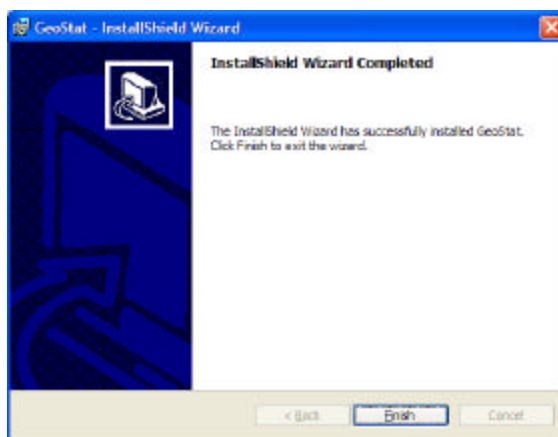 GeoStat - InstallShield Wizard
InstallShield Wizard Completed
The InstallShield Wizard has successfully installed GeoStat.
Click Finish to exit the wizard.
< Back
Finish
Cancel